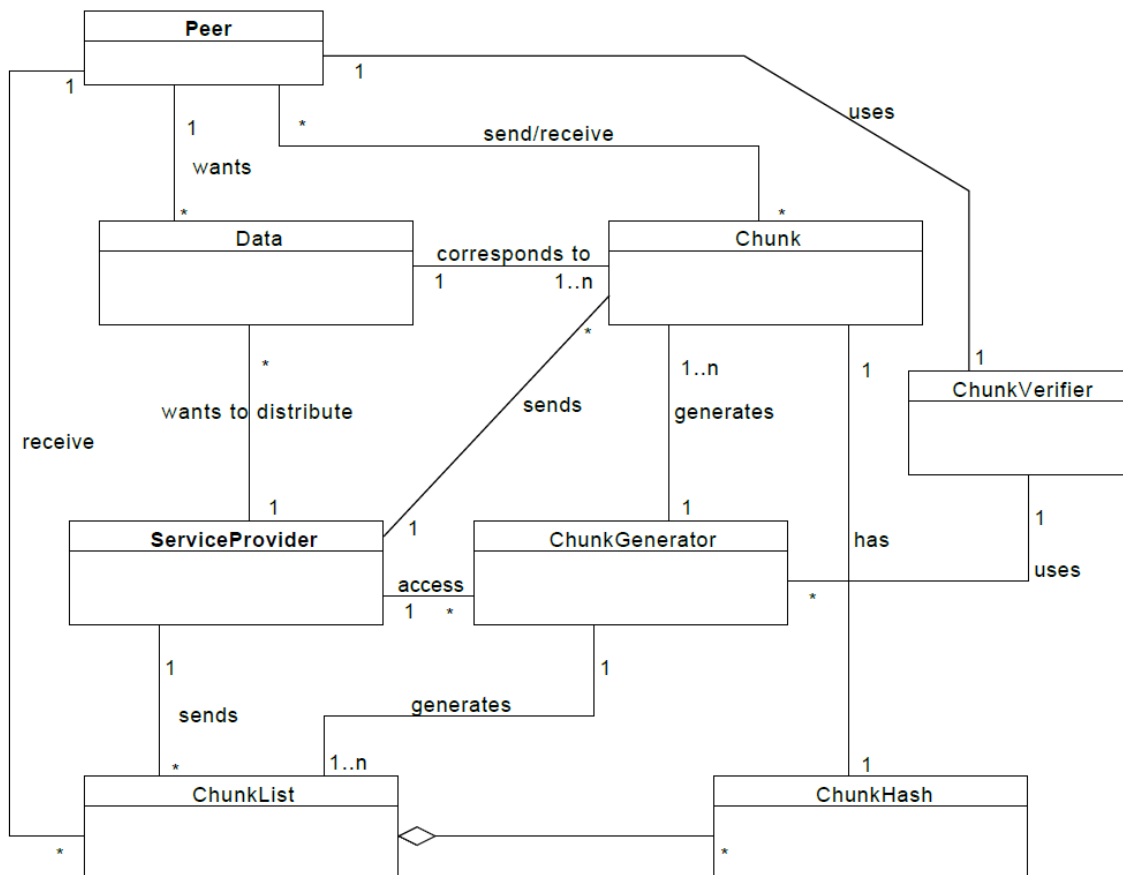 Peer
1
1
1
*
uses
send/receive
wants
*
*
Data
Chunk
corresponds to
1
1..n
*
*
1..n
1
1
ChunkVerifier
sends
wants to distribute
generates
receive
1
1
1
1
ServiceProvider
ChunkGenerator
has
access
uses
1
*
*
1
1
generates
sends
1..n
*
1
ChunkList
ChunkHash
*
*